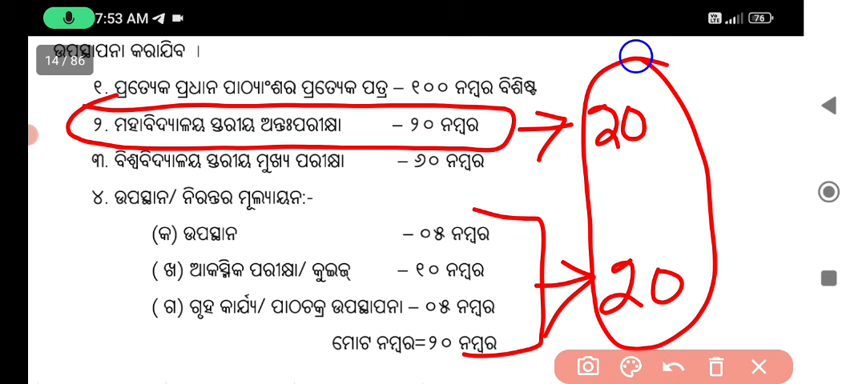 7:53 AM
76
ଉପସ୍ଥାପନା କରାଯିବ ।
14 / 86
୧. ପ୍ରତ୍ୟେକ ପ୍ରଧାନ ପାଠ୍ୟାଂଶର ପ୍ରତ୍ୟେକ ପତ୍ର – ୧୦୦ ନମ୍ବର ବିଶିଷ୍ଟ
୨. ମହାବିଦ୍ୟାଳୟ ସ୍ତରୀୟ ଅନ୍ତଃପରୀକ୍ଷା – ୨୦ ନମ୍ବର 20
୩. ବିଶ୍ୱବିଦ୍ୟାଳୟ ସ୍ତରୀୟ ମୁଖ୍ୟ ପରୀକ୍ଷା – ୬୦ ନମ୍ବର
୪. ଉପସ୍ଥାନ/ ନିରନ୍ତର ମୂଲ୍ୟାୟନ:-
(କ) ଉପସ୍ଥାନ – ୦୫ ନମ୍ବର
(ଖ) ଆକସ୍ମିକ ପରୀକ୍ଷା/ କୁଇଜ୍ – ୧୦ ନମ୍ବର 20
(ଗ) ଗୃହ କାର୍ଯ୍ୟ/ ପାଠଚକ୍ର ଉପସ୍ଥାପନା – ୦୫ ନମ୍ବର
ମୋଟ ନମ୍ବର=୨୦ ନମ୍ବର